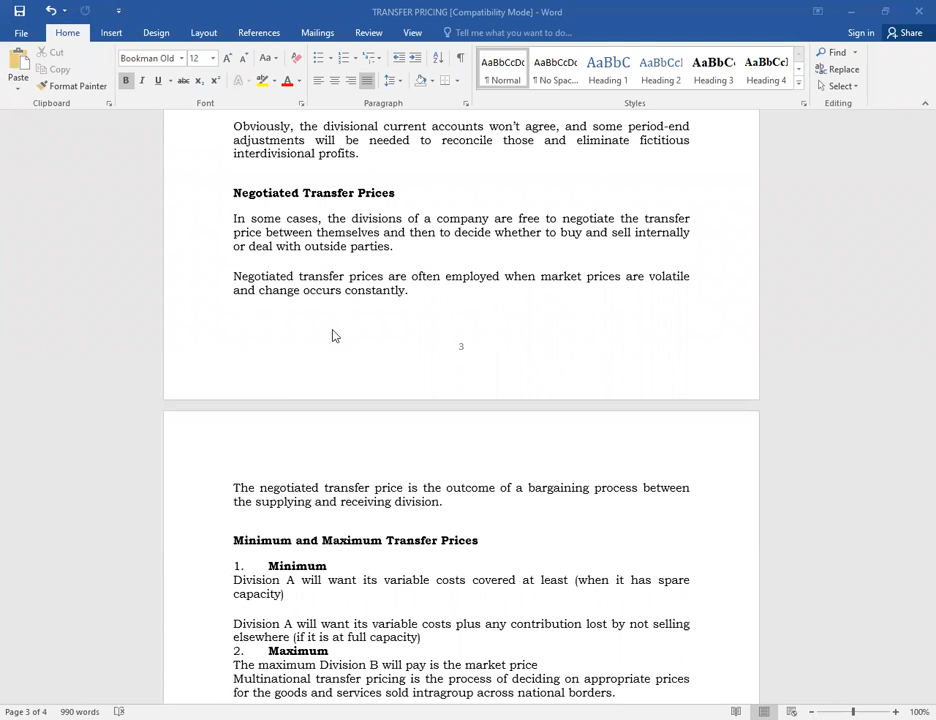 TRANSFER PRICING [Compatibility Mode] - Word
File Home Insert Design Layout References Mailings Review View Tell me what you want to do... Sign in Share
Paste Cut Copy Format Painter
Bookman Old 12 Aa
B I U abc x₂ x² A A
AaBbCcDc AaBbCcDc AaBbC AaBbCcl AaBbCc AaBbCc]
¶ Normal ¶ No Spac... Heading 1 Heading 2 Heading 3 Heading 4
Find Replace Select
Clipboard Font Paragraph Styles Editing
Obviously, the divisional current accounts won't agree, and some period-end
adjustments will be needed to reconcile those and eliminate fictitious
interdivisional profits.
Negotiated Transfer Prices
In some cases, the divisions of a company are free to negotiate the transfer
price between themselves and then to decide whether to buy and sell internally
or deal with outside parties.
Negotiated transfer prices are often employed when market prices are volatile
and change occurs constantly.
3
The negotiated transfer price is the outcome of a bargaining process between
the supplying and receiving division.
Minimum and Maximum Transfer Prices
1. Minimum
Division A will want its variable costs covered at least (when it has spare
capacity)
Division A will want its variable costs plus any contribution lost by not selling
elsewhere (if it is at full capacity)
2. Maximum
The maximum Division B will pay is the market price
Multinational transfer pricing is the process of deciding on appropriate prices
for the goods and services sold intragroup across national borders.
Page 3 of 4 990 words 100%